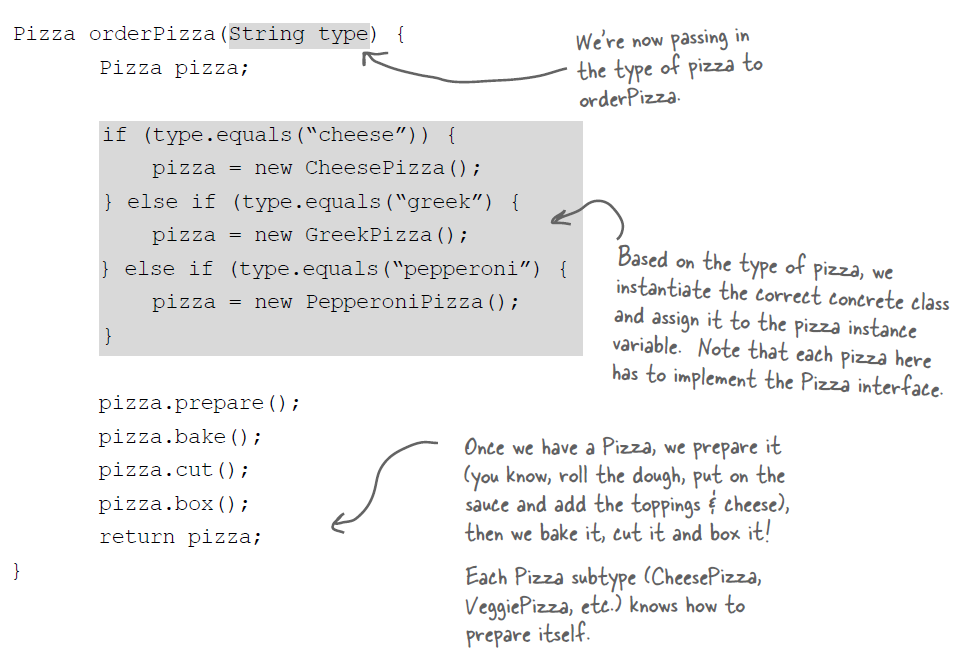 Pizza orderPizza(String type) {
Pizza pizza;
We're now passing in
the type of pizza to
orderPizza.
if (type.equals(“cheese”)) {
pizza = new CheesePizza();
} else if (type.equals(“greek”) {
pizza = new GreekPizza();
} else if (type.equals(“pepperoni”) {
pizza = new PepperoniPizza();
}
Based on the type of pizza, we
instantiate the correct concrete class
and assign it to the pizza instance
variable. Note that each pizza here
has to implement the Pizza interface.
pizza.prepare();
pizza.bake();
pizza.cut();
pizza.box();
return pizza;
}
Once we have a Pizza, we prepare it
(you know, roll the dough, put on the
sauce and add the toppings & cheese),
then we bake it, cut it and box it!
Each Pizza subtype (CheesePizza,
VeggiePizza, etc.) knows how to
prepare itself.